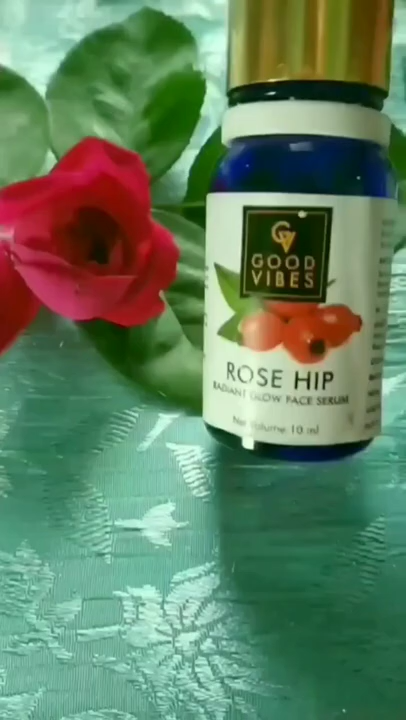 GV
GOOD
VIBES
ROSE HIP
RADIANT GLOW FACE SERUM
Net Volume: 10 ml